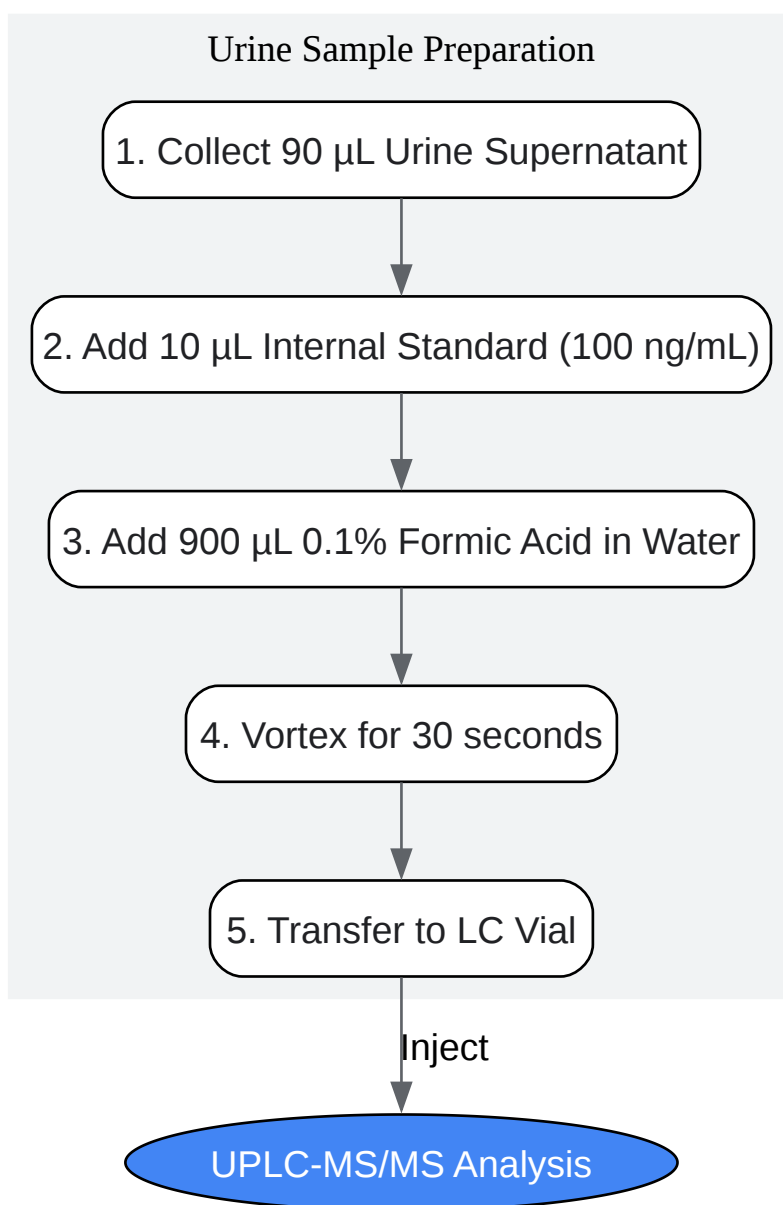 Urine Sample Preparation
1. Collect 90 µL Urine Supernatant
2. Add 10 µL Internal Standard (100 ng/mL)
3. Add 900 µL 0.1% Formic Acid in Water
4. Vortex for 30 seconds
5. Transfer to LC Vial
Inject
UPLC-MS/MS Analysis